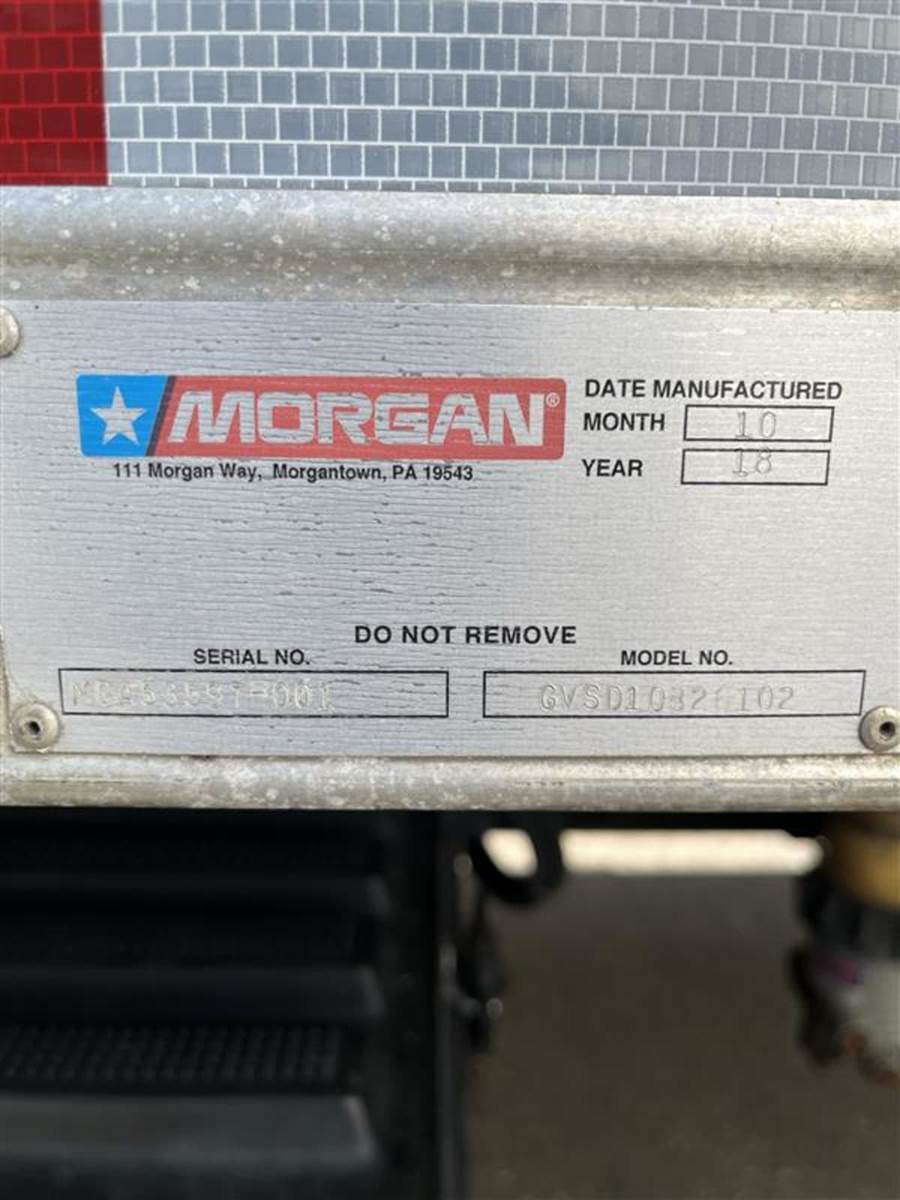 MORGAN®
111 Morgan Way, Morgantown, PA 19543
DATE MANUFACTURED
MONTH 10
YEAR 18
DO NOT REMOVE
SERIAL NO.
MODEL NO.